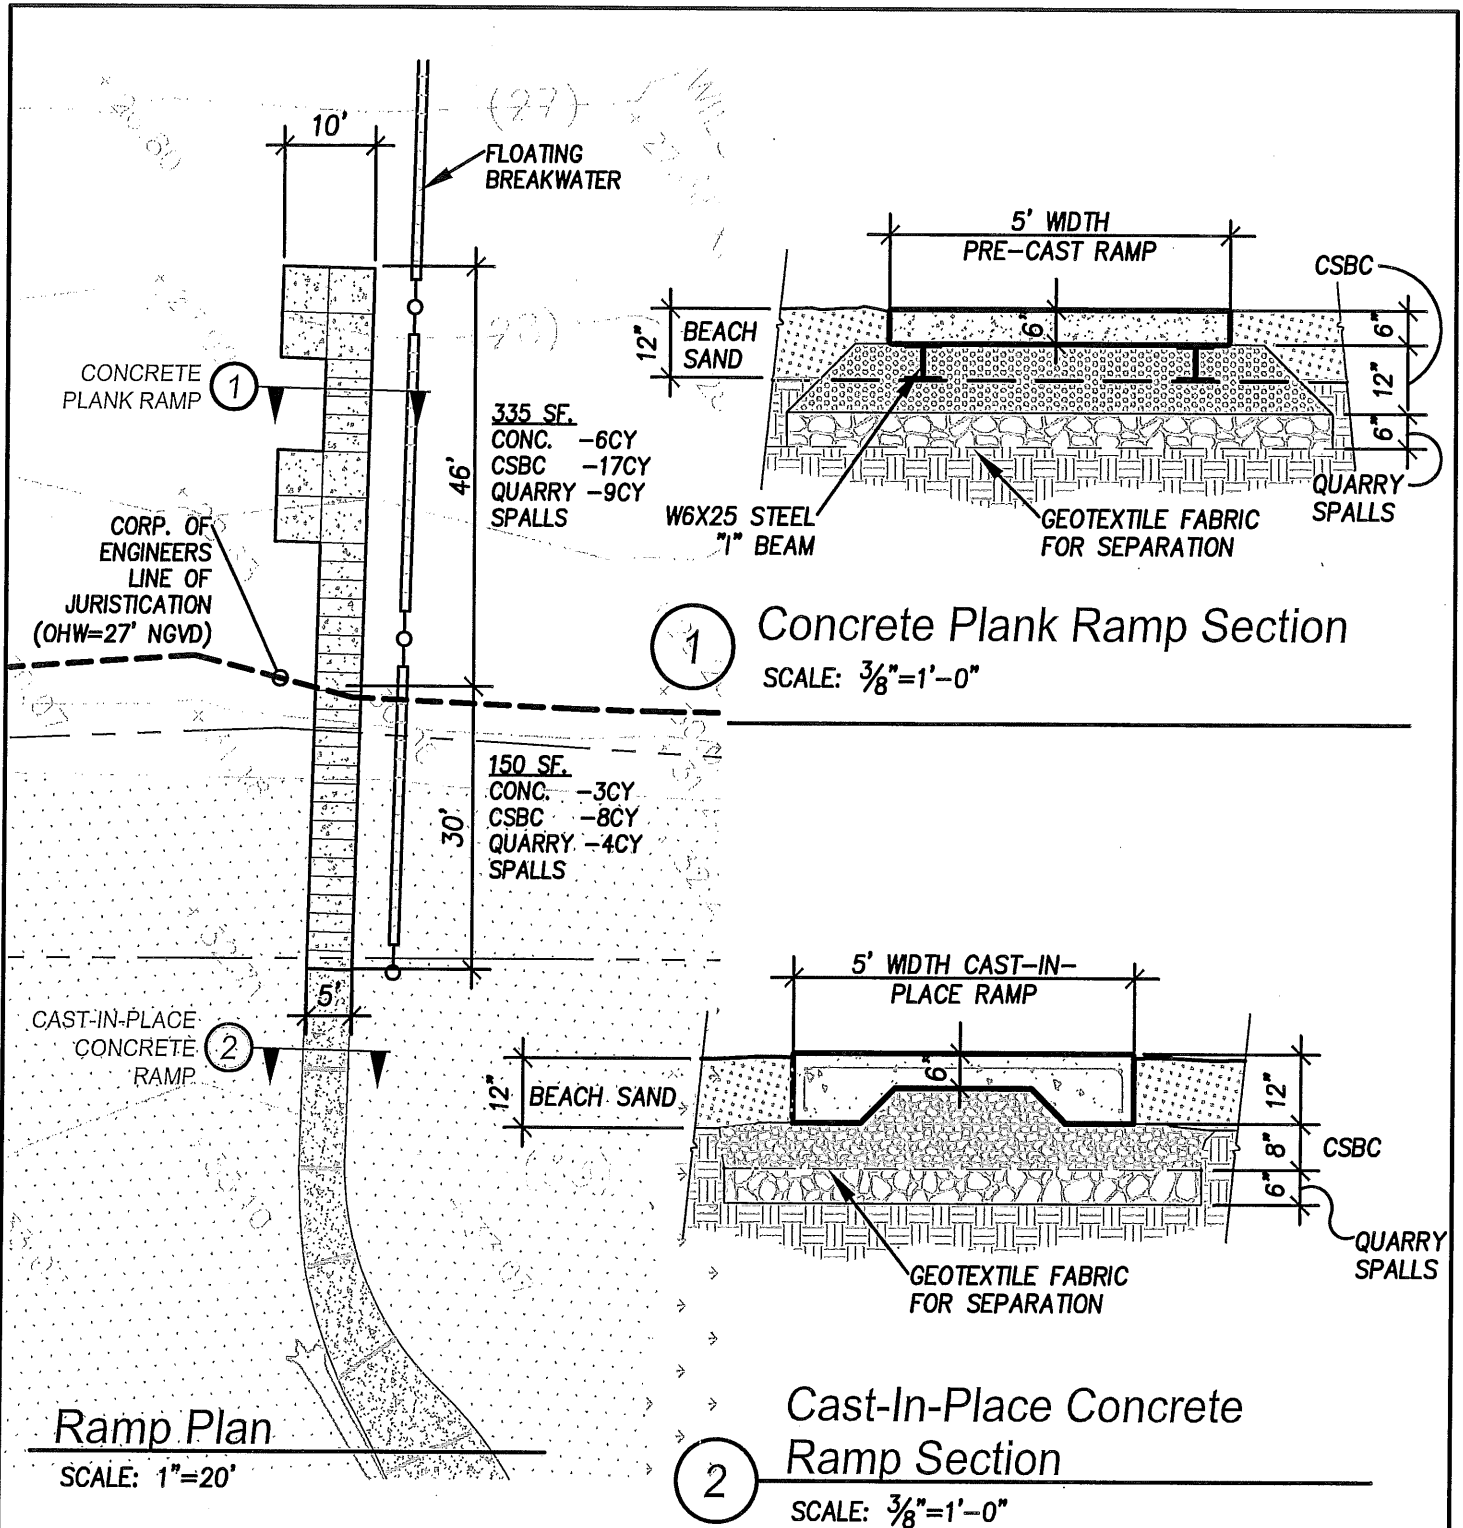 (27)
10'
FLOATING
BREAKWATER
CONCRETE
PLANK RAMP
1
335 SF.
CONC. -6CY
CSBC -17CY
QUARRY -9CY
SPALLS
46'
CORP. OF
ENGINEERS
LINE OF
JURISTICATION
(OHW=27' NGVD)
150 SF.
CONC. -3CY
CSBC -8CY
QUARRY -4CY
SPALLS
30'
5'
CAST-IN-PLACE
CONCRETE
RAMP
2
Ramp Plan
SCALE: 1"=20'
5' WIDTH
PRE-CAST RAMP
CSBC
12"
BEACH
SAND
6"
6"
12"
6"
QUARRY
SPALLS
W6X25 STEEL
"I" BEAM
GEOTEXTILE FABRIC
FOR SEPARATION
1
Concrete Plank Ramp Section
SCALE: 3/8"=1'-0"
5' WIDTH CAST-IN-
PLACE RAMP
12"
BEACH SAND
6"
12"
8"
CSBC
6"
QUARRY
SPALLS
GEOTEXTILE FABRIC
FOR SEPARATION
2
Cast-In-Place Concrete
Ramp Section
SCALE: 3/8"=1'-0"